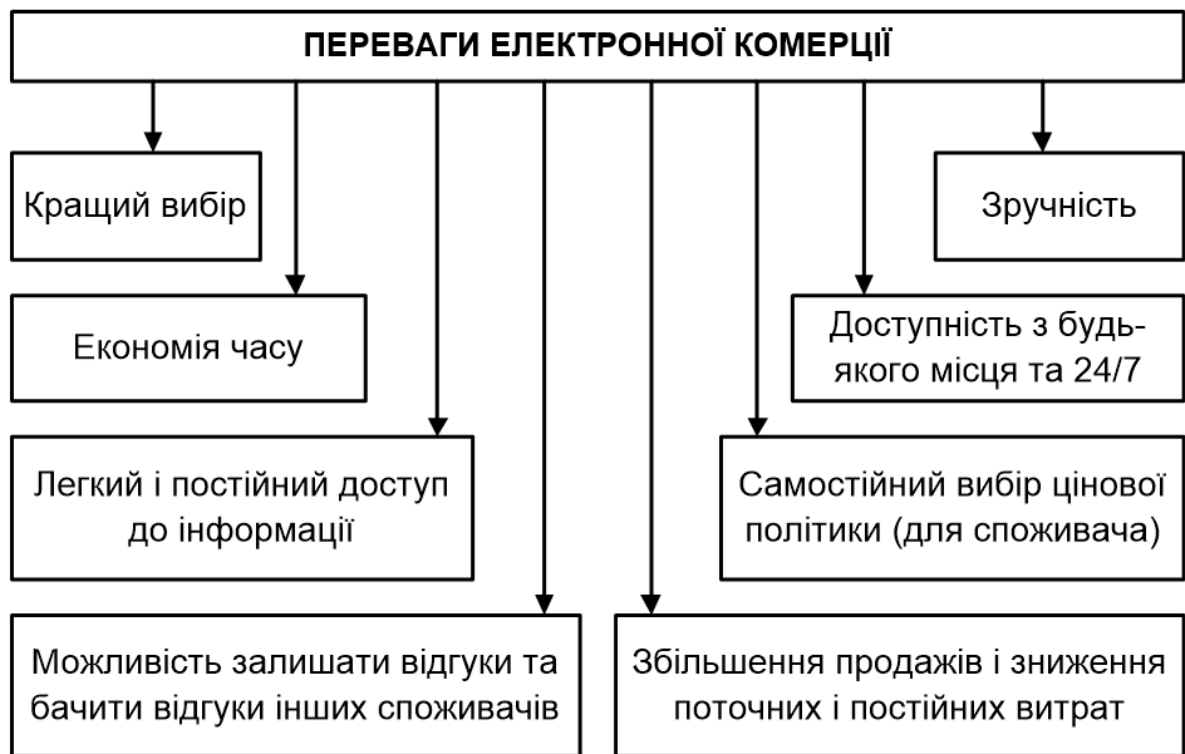 ПЕРЕВАГИ ЕЛЕКТРОННОЇ КОМЕРЦІЇ
Кращий вибір
Зручність
Економія часу
Доступність з будь-
якого місця та 24/7
Легкий і постійний доступ
до інформації
Самостійний вибір цінової
політики (для споживача)
Можливість залишати відгуки та
бачити відгуки інших споживачів
Збільшення продажів і зниження
поточних і постійних витрат